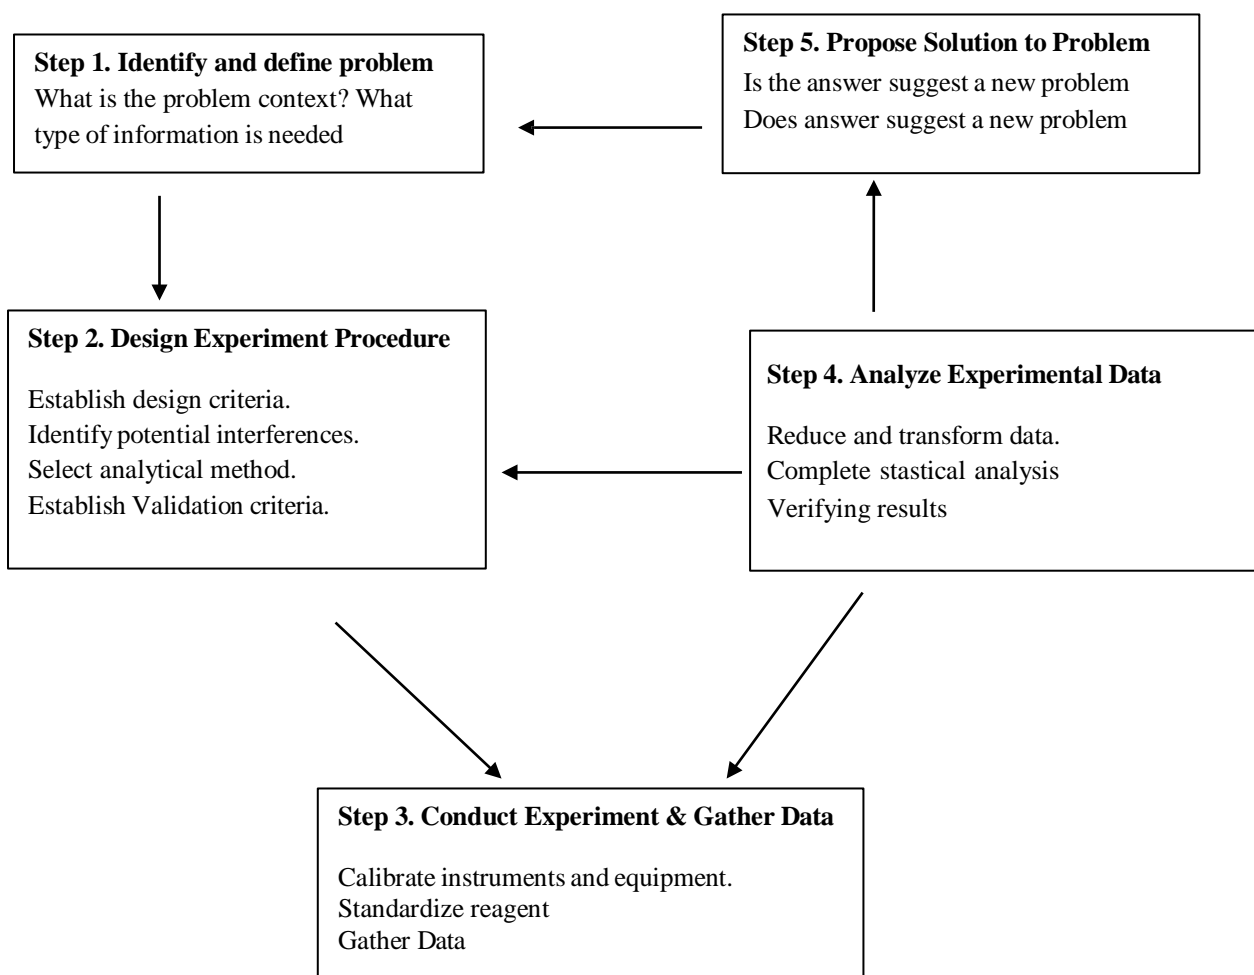 Step 1. Identify and define problem
What is the problem context? What
type of information is needed
Step 5. Propose Solution to Problem
Is the answer suggest a new problem
Does answer suggest a new problem
Step 2. Design Experiment Procedure
Establish design criteria.
Identify potential interferences.
Select analytical method.
Establish Validation criteria.
Step 4. Analyze Experimental Data
Reduce and transform data.
Complete stastical analysis
Verifying results
Step 3. Conduct Experiment & Gather Data
Calibrate instruments and equipment.
Standardize reagent
Gather Data